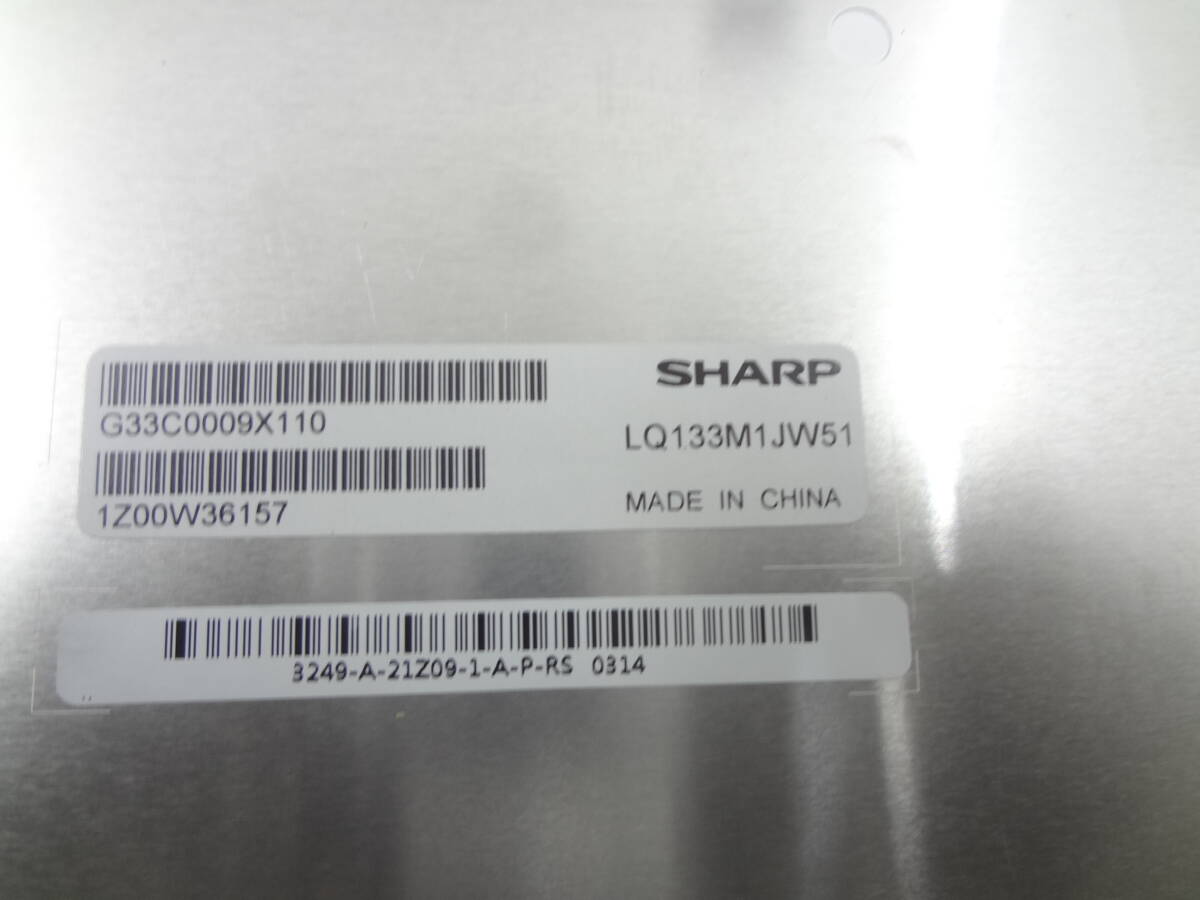 SHARP
G33C0009X110
LQ133M1JW51
1Z00W36157
MADE IN CHINA
3249-A-21Z09-1-A-P-RS 0314